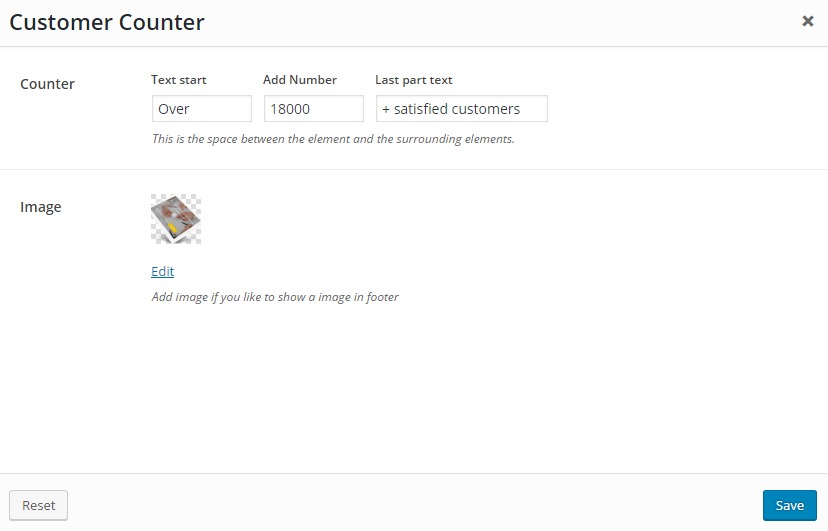 Customer Counter ×
Counter
Text start Add Number Last part text
Over 18000 + satisfied customers
This is the space between the element and the surrounding elements.
Image
Edit
Add image if you like to show a image in footer
Reset Save